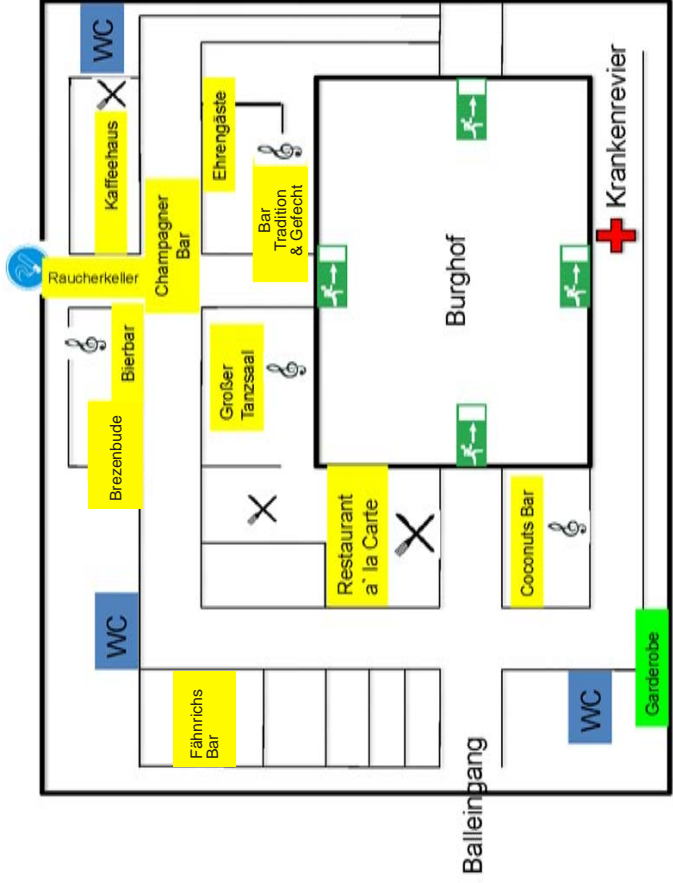 WC
Kaffeehaus
Raucherkeller
Champagner
Bar
Ehrengäste
Bar
Tradition
& Gefecht
Bierbar
Brezenbude
Großer
Tanzsaal
Burghof
Krankenrevier
Restaurant
a` la Carte
Coconuts Bar
WC
Fähnrichs
Bar
WC
Garderobe
Balleingang